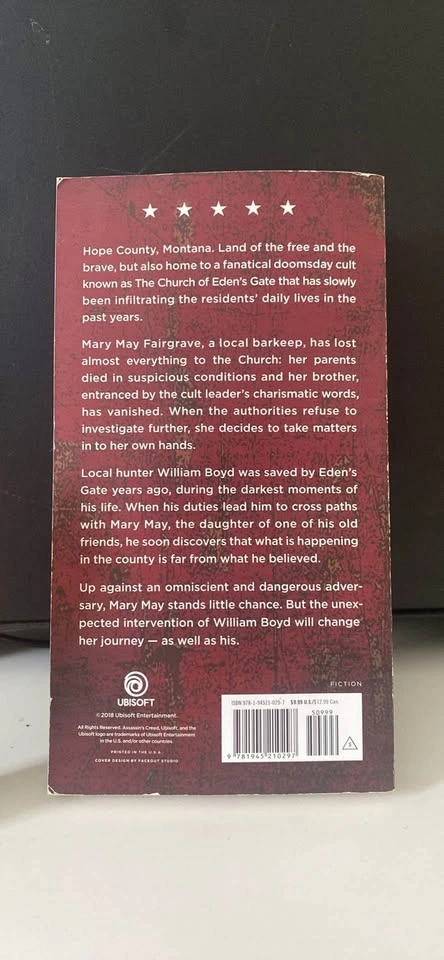 Hope County, Montana. Land of the free and the
brave, but also home to a fanatical doomsday cult
known as The Church of Eden's Gate that has slowly
been infiltrating the residents' daily lives in the
past years.
Mary May Fairgrave, a local barkeep, has lost
almost everything to the Church: her parents
died in suspicious conditions and her brother,
entranced by the cult leader's charismatic words,
has vanished. When the authorities refuse to
investigate further, she decides to take matters
in to her own hands.
Local hunter William Boyd was saved by Eden's
Gate years ago, during the darkest moments of
his life. When his duties lead him to cross paths
with Mary May, the daughter of one of his old
friends, he soon discovers that what is happening
in the county is far from what he believed.
Up against an omniscient and dangerous adver-
sary, Mary May stands little chance. But the unex-
pected intervention of William Boyd will change
her journey — as well as his.
FICTION
UBISOFT
©2018 Ubisoft Entertainment.
All Rights Reserved. Assassin's Creed, Ubisoft, and the
Ubisoft logo are trademarks of Ubisoft Entertainment
in the U.S. and/or other countries.
PRINTED IN THE U.S.A.
COVER DESIGN BY FACEOUT STUDIO
ISBN 978-1-94521-029-7 $9.99 U.S./$12.99 Can.
50999
9 781945 210297